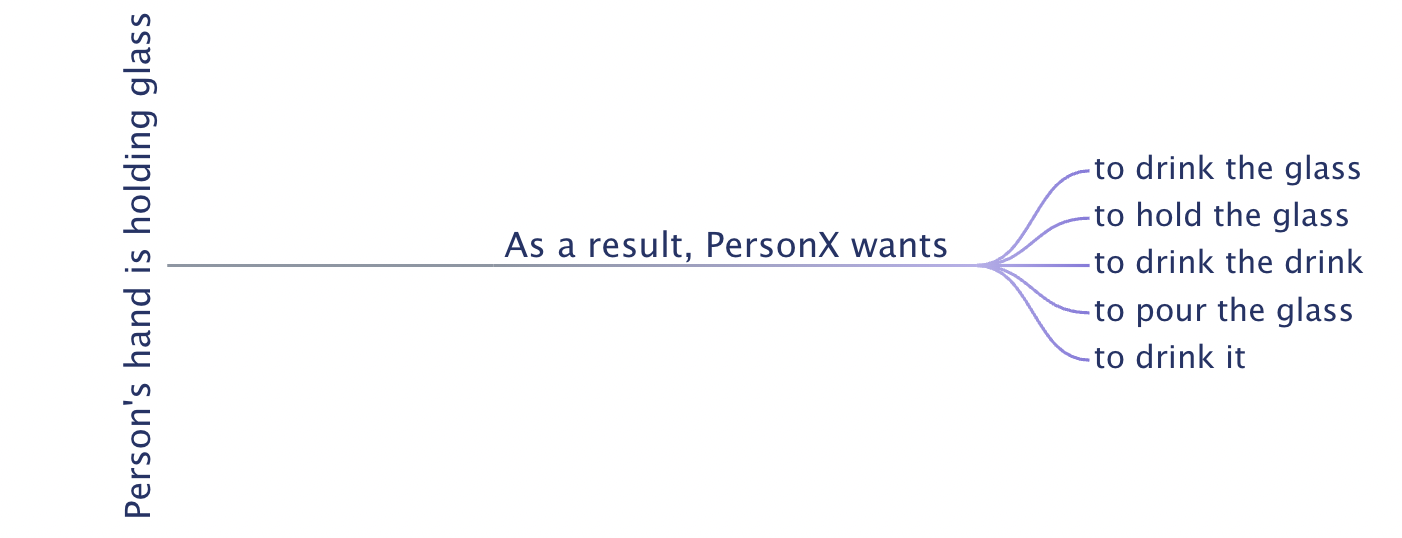 Person's hand is holding glass
As a result, PersonX wants
to drink the glass
to hold the glass
to drink the drink
to pour the glass
to drink it